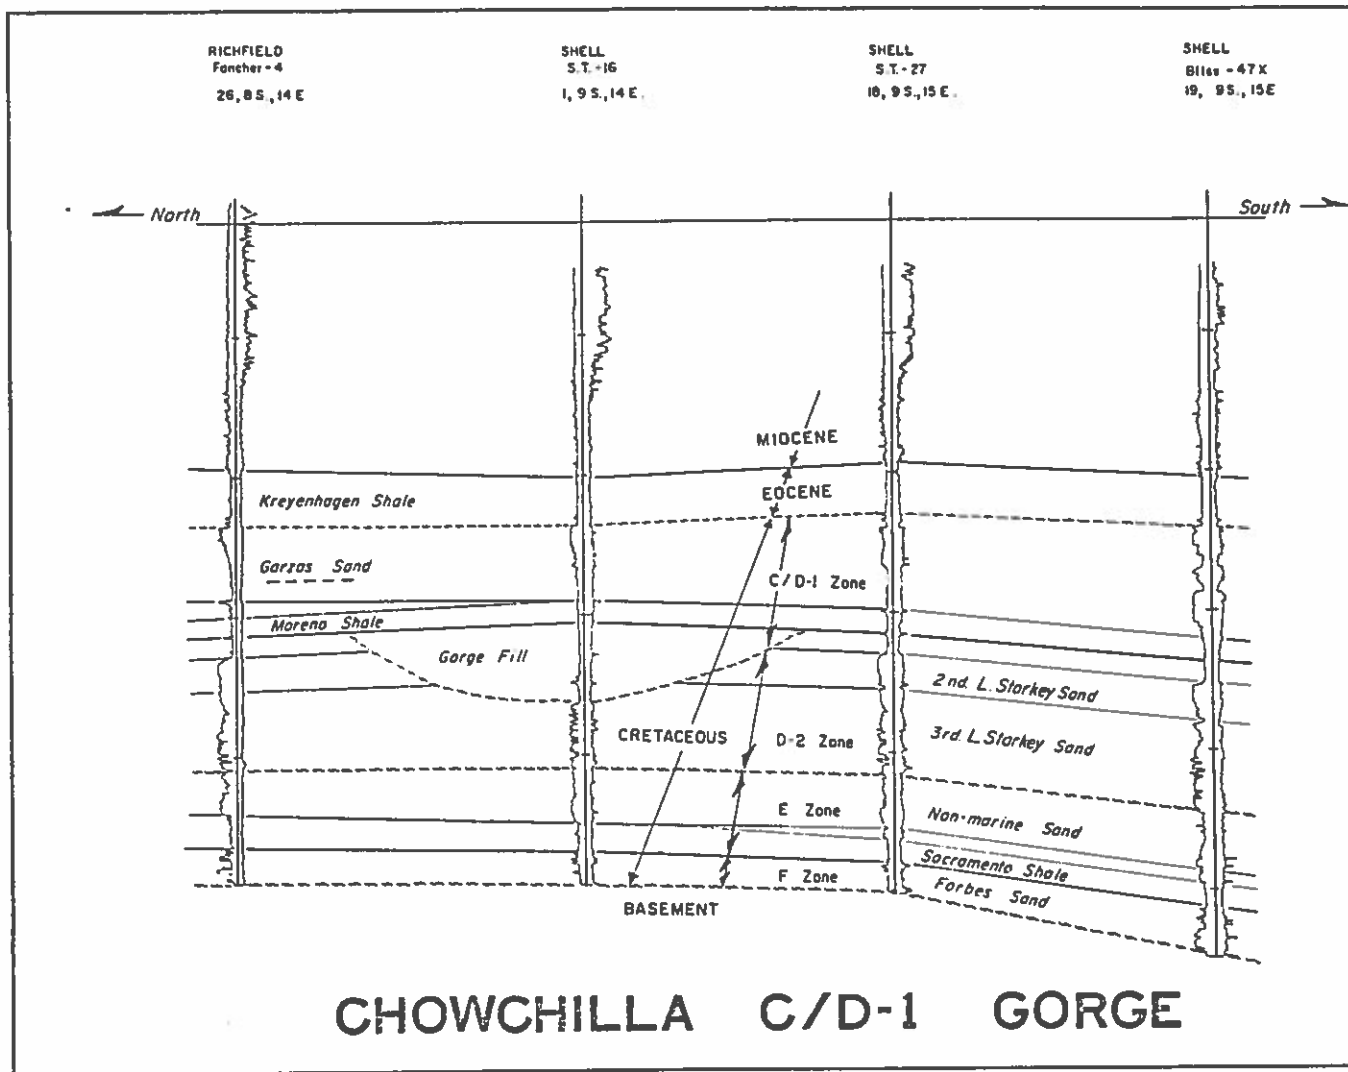 RICHFIELD
Fancher-4
26, 8 S., 14 E
SHELL
S.T.-16
1, 9 S., 14 E.
SHELL
S.T.-27
18, 9 S., 15 E.
SHELL
Bliss -47X
19, 9S., 15E
North
South
MIOCENE
EOCENE
Kreyenhagen Shale
Garzas Sand
C/D-1 Zone
Moreno Shale
Gorge Fill
2nd. L. Starkey Sand
CRETACEOUS
D-2 Zone
3rd. L. Starkey Sand
E Zone
Non-marine Sand
Sacramento Shale
F Zone
Forbes Sand
BASEMENT
CHOWCHILLA C/D-1 GORGE